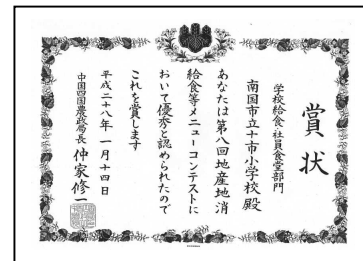 賞状
学校給食・社員食堂部門
南国市立十市小学校 殿
あなたは第八回地産地消
給食等メニューコンテストに
おいて優秀と認められたので
これを賞します
平成二十八年一月十四日
中国四国農政局長 仲家修一